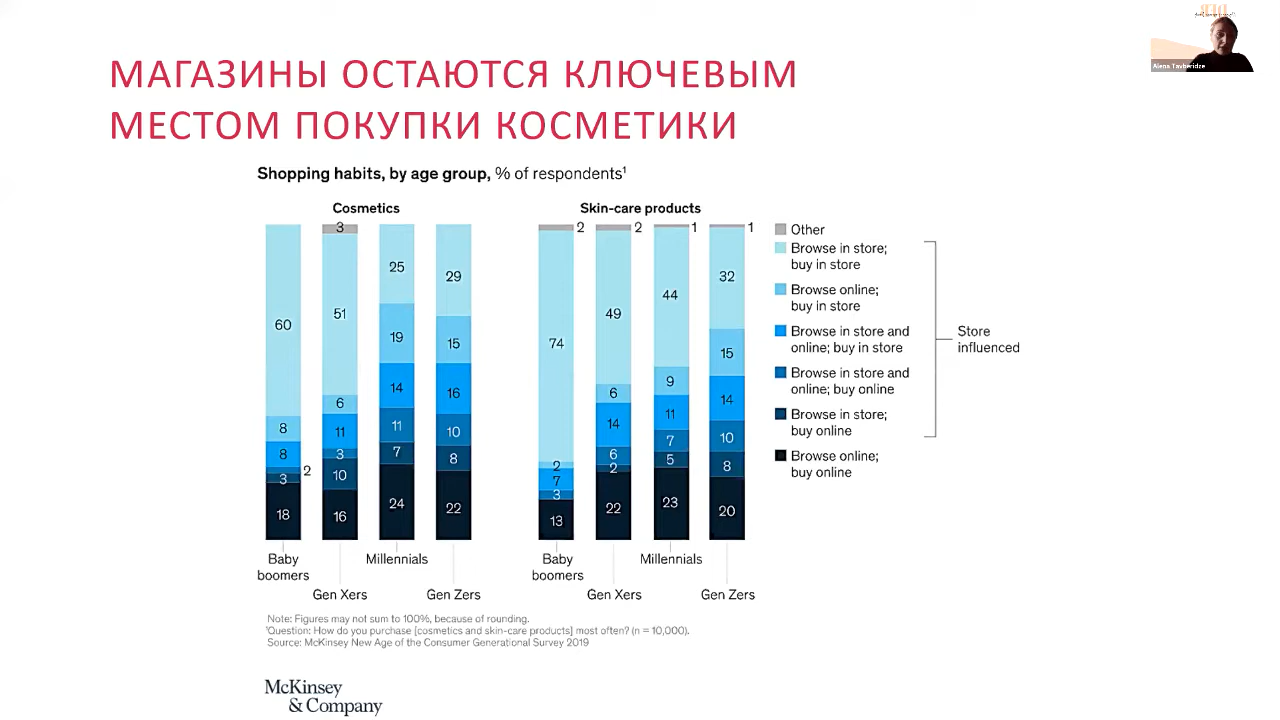 Alena Tavberidze
МАГАЗИНЫ ОСТАЮТСЯ КЛЮЧЕВЫМ
МЕСТОМ ПОКУПКИ КОСМЕТИКИ
Shopping habits, by age group, % of respondents¹
Cosmetics
60
8
8
2
3
18
3
51
6
11
3
10
16
25
19
14
11
7
24
29
15
16
10
8
22
Baby
boomers
Gen Xers
Millennials
Gen Zers
Skin-care products
2
74
2
7
3
13
2
49
6
14
6
2
22
1
44
9
11
7
5
23
1
32
15
14
10
8
20
Baby
boomers
Gen Xers
Millennials
Gen Zers
Other
Browse in store;
buy in store
Browse online;
buy in store
Browse in store and
online; buy in store
Browse in store and
online; buy online
Browse in store;
buy online
Browse online;
buy online
Store
influenced
Note: Figures may not sum to 100%, because of rounding.
¹Question: How do you purchase [cosmetics and skin-care products] most often? (n = 10,000).
Source: McKinsey New Age of the Consumer Generational Survey 2019
McKinsey
& Company